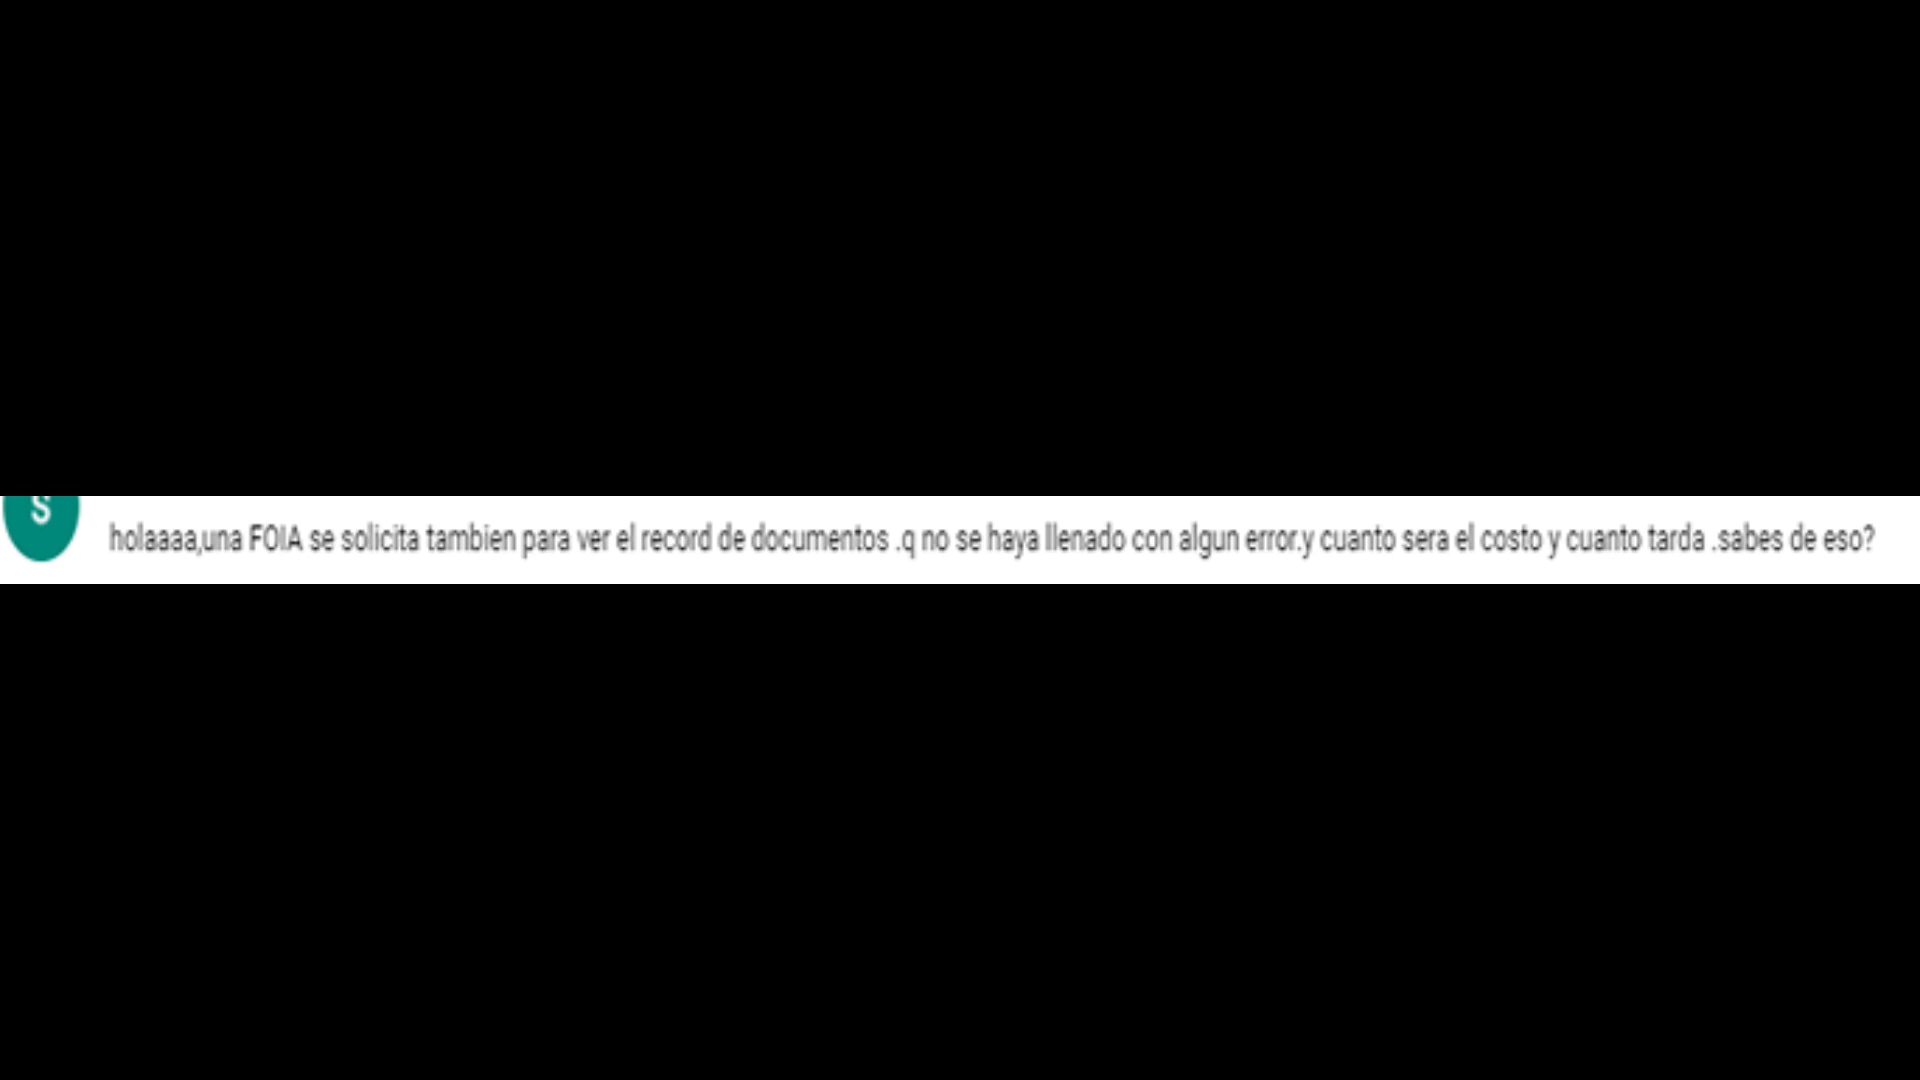 S
holaaaa,una FOIA se solicita tambien para ver el record de documentos .q no se haya llenado con algun error.y cuanto sera el costo y cuanto tarda .sabes de eso?